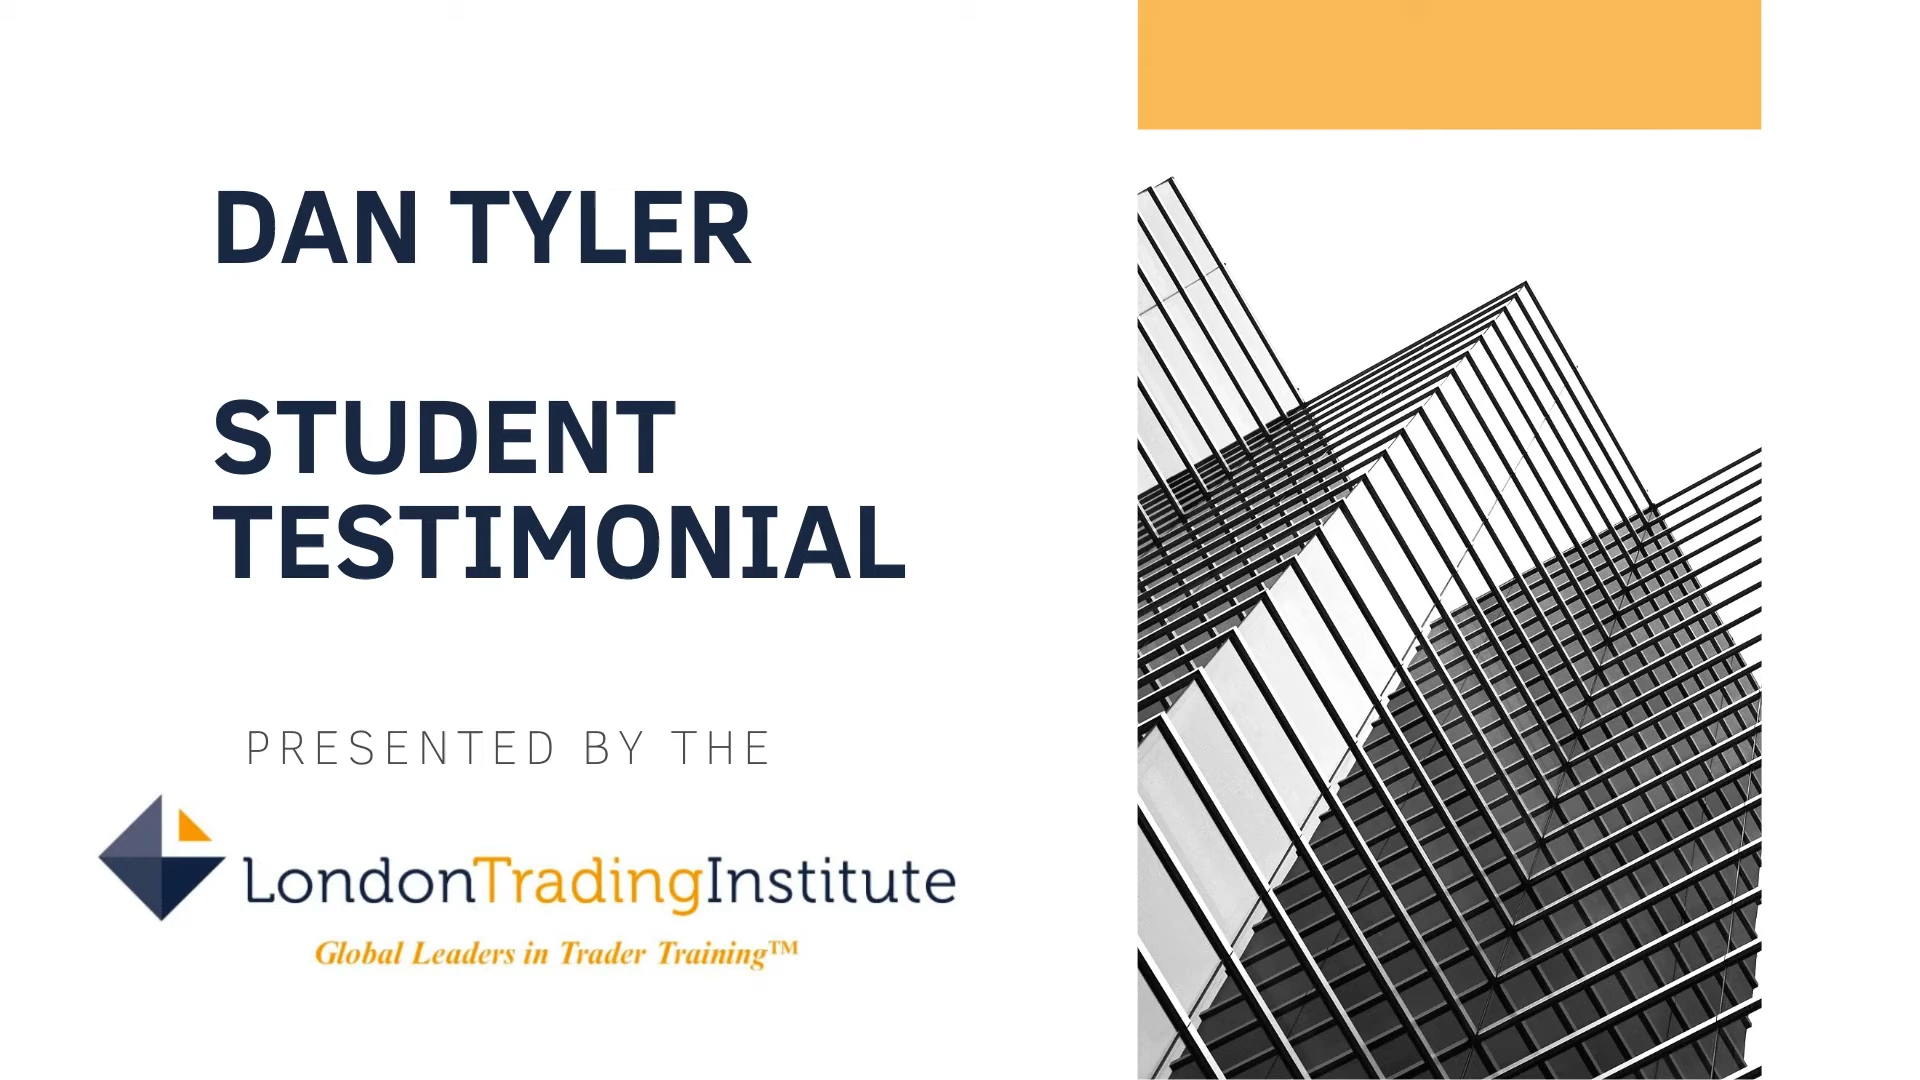 DAN TYLER
STUDENT
TESTIMONIAL
PRESENTED BY THE
LondonTradingInstitute
Global Leaders in Trader Training™